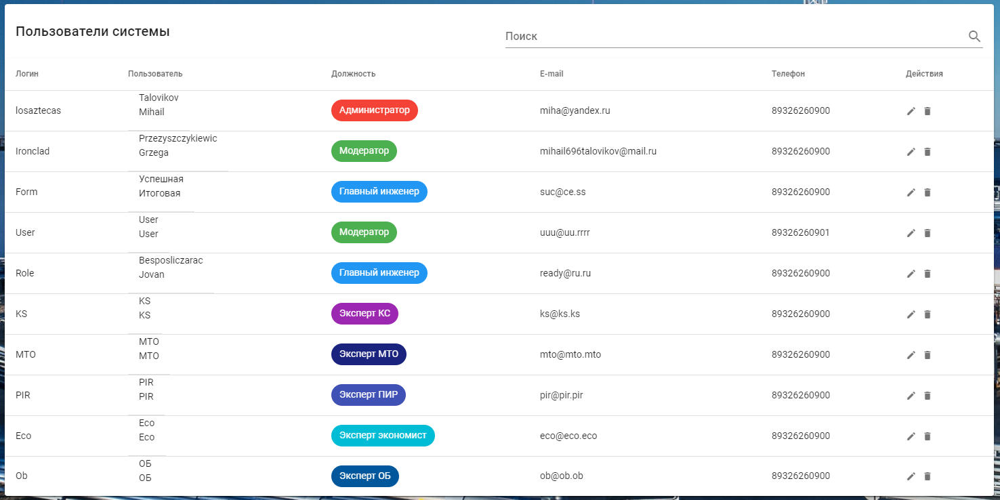 Пользователи системы
Поиск
Логин Пользователь Должность E-mail Телефон Действия
losaztecas Talovikov Mihail Администратор miha@yandex.ru 89326260900
Ironclad Przezyszczykiewic Grzega Модератор mihail696talovikov@mail.ru 89326260900
Form Успешная Итоговая Главный инженер suc@ce.ss 89326260900
User User User Модератор uuu@uu.rrrr 89326260901
Role Besposliczarac Jovan Главный инженер ready@ru.ru 89326260900
KS KS KS Эксперт КС ks@ks.ks 89326260900
MTO MTO MTO Эксперт МТО mto@mto.mto 89326260900
PIR PIR PIR Эксперт ПИР pir@pir.pir 89326260900
Eco Eco Eco Эксперт экономист eco@eco.eco 89326260900
Ob ОБ ОБ Эксперт ОБ ob@ob.ob 89326260900